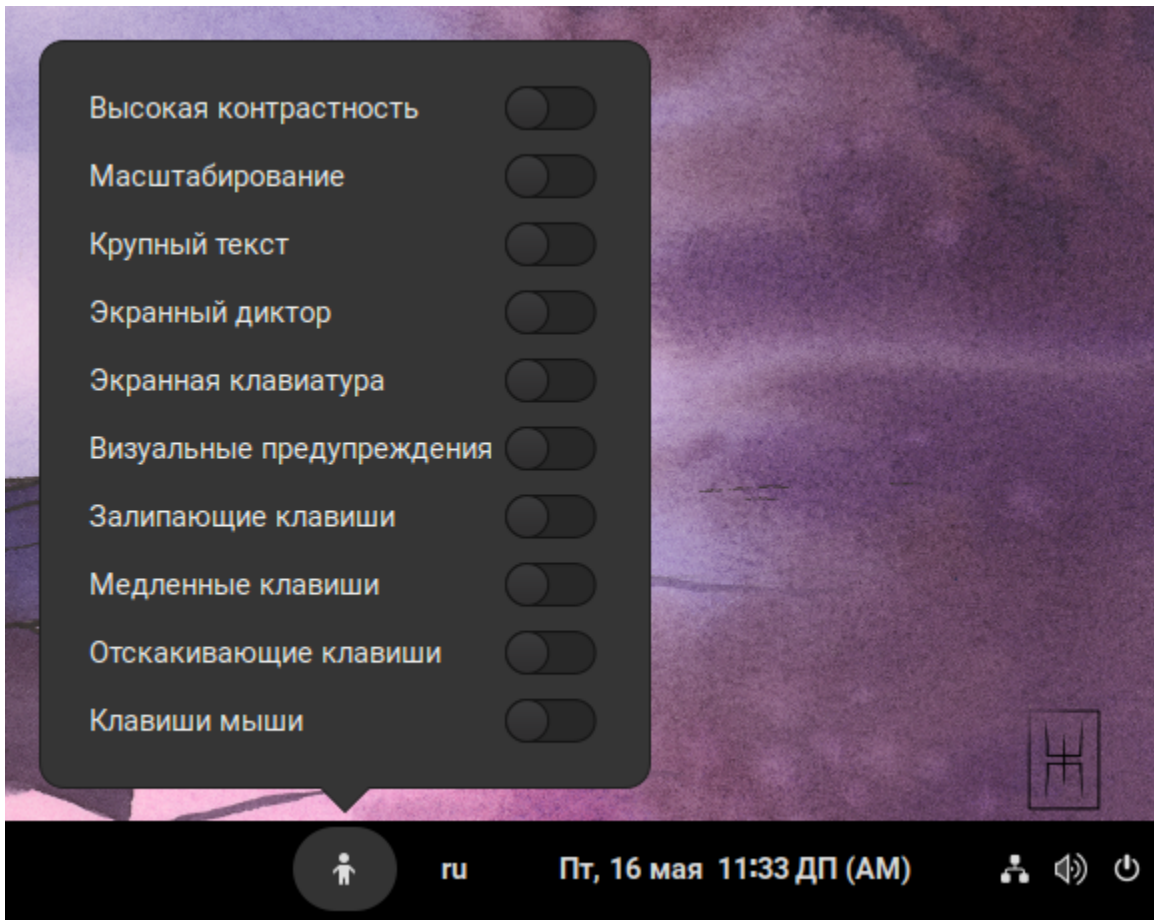 Высокая контрастность
Масштабирование
Крупный текст
Экранный диктор
Экранная клавиатура
Визуальные предупреждения
Залипающие клавиши
Медленные клавиши
Отскакивающие клавиши
Клавиши мыши
ru Пт, 16 мая 11:33 ДП (AM)